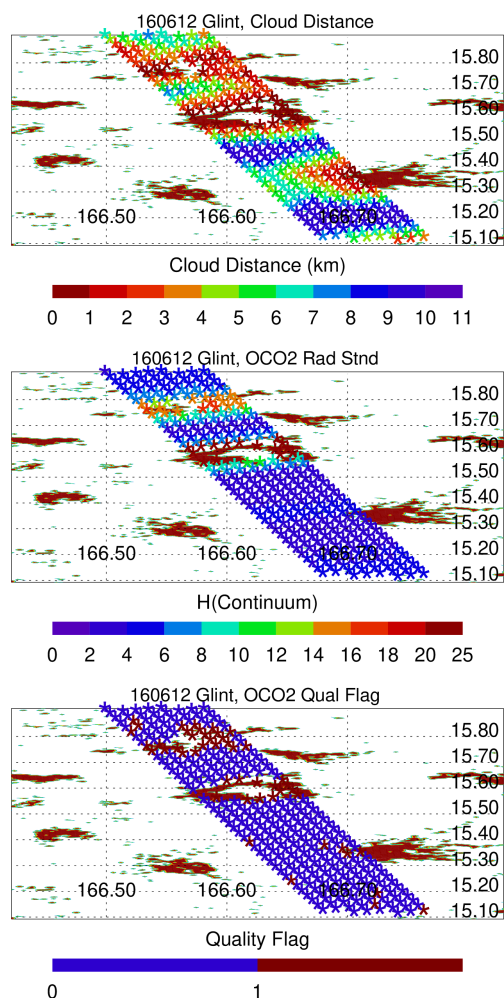 160612 Glint, Cloud Distance
15.80
15.70
15.60
15.50
15.40
15.30
166.50 166.60 166.70 15.20
15.10
Cloud Distance (km)
0 1 2 3 4 5 6 7 8 9 10 11
160612 Glint, OCO2 Rad Stnd
15.80
15.70
15.60
15.50
15.40
15.30
166.50 166.60 166.70 15.20
15.10
H(Continuum)
0 2 4 6 8 10 12 14 16 18 20 25
160612 Glint, OCO2 Qual Flag
15.80
15.70
15.60
15.50
15.40
15.30
166.50 166.60 166.70 15.20
15.10
Quality Flag
0 1